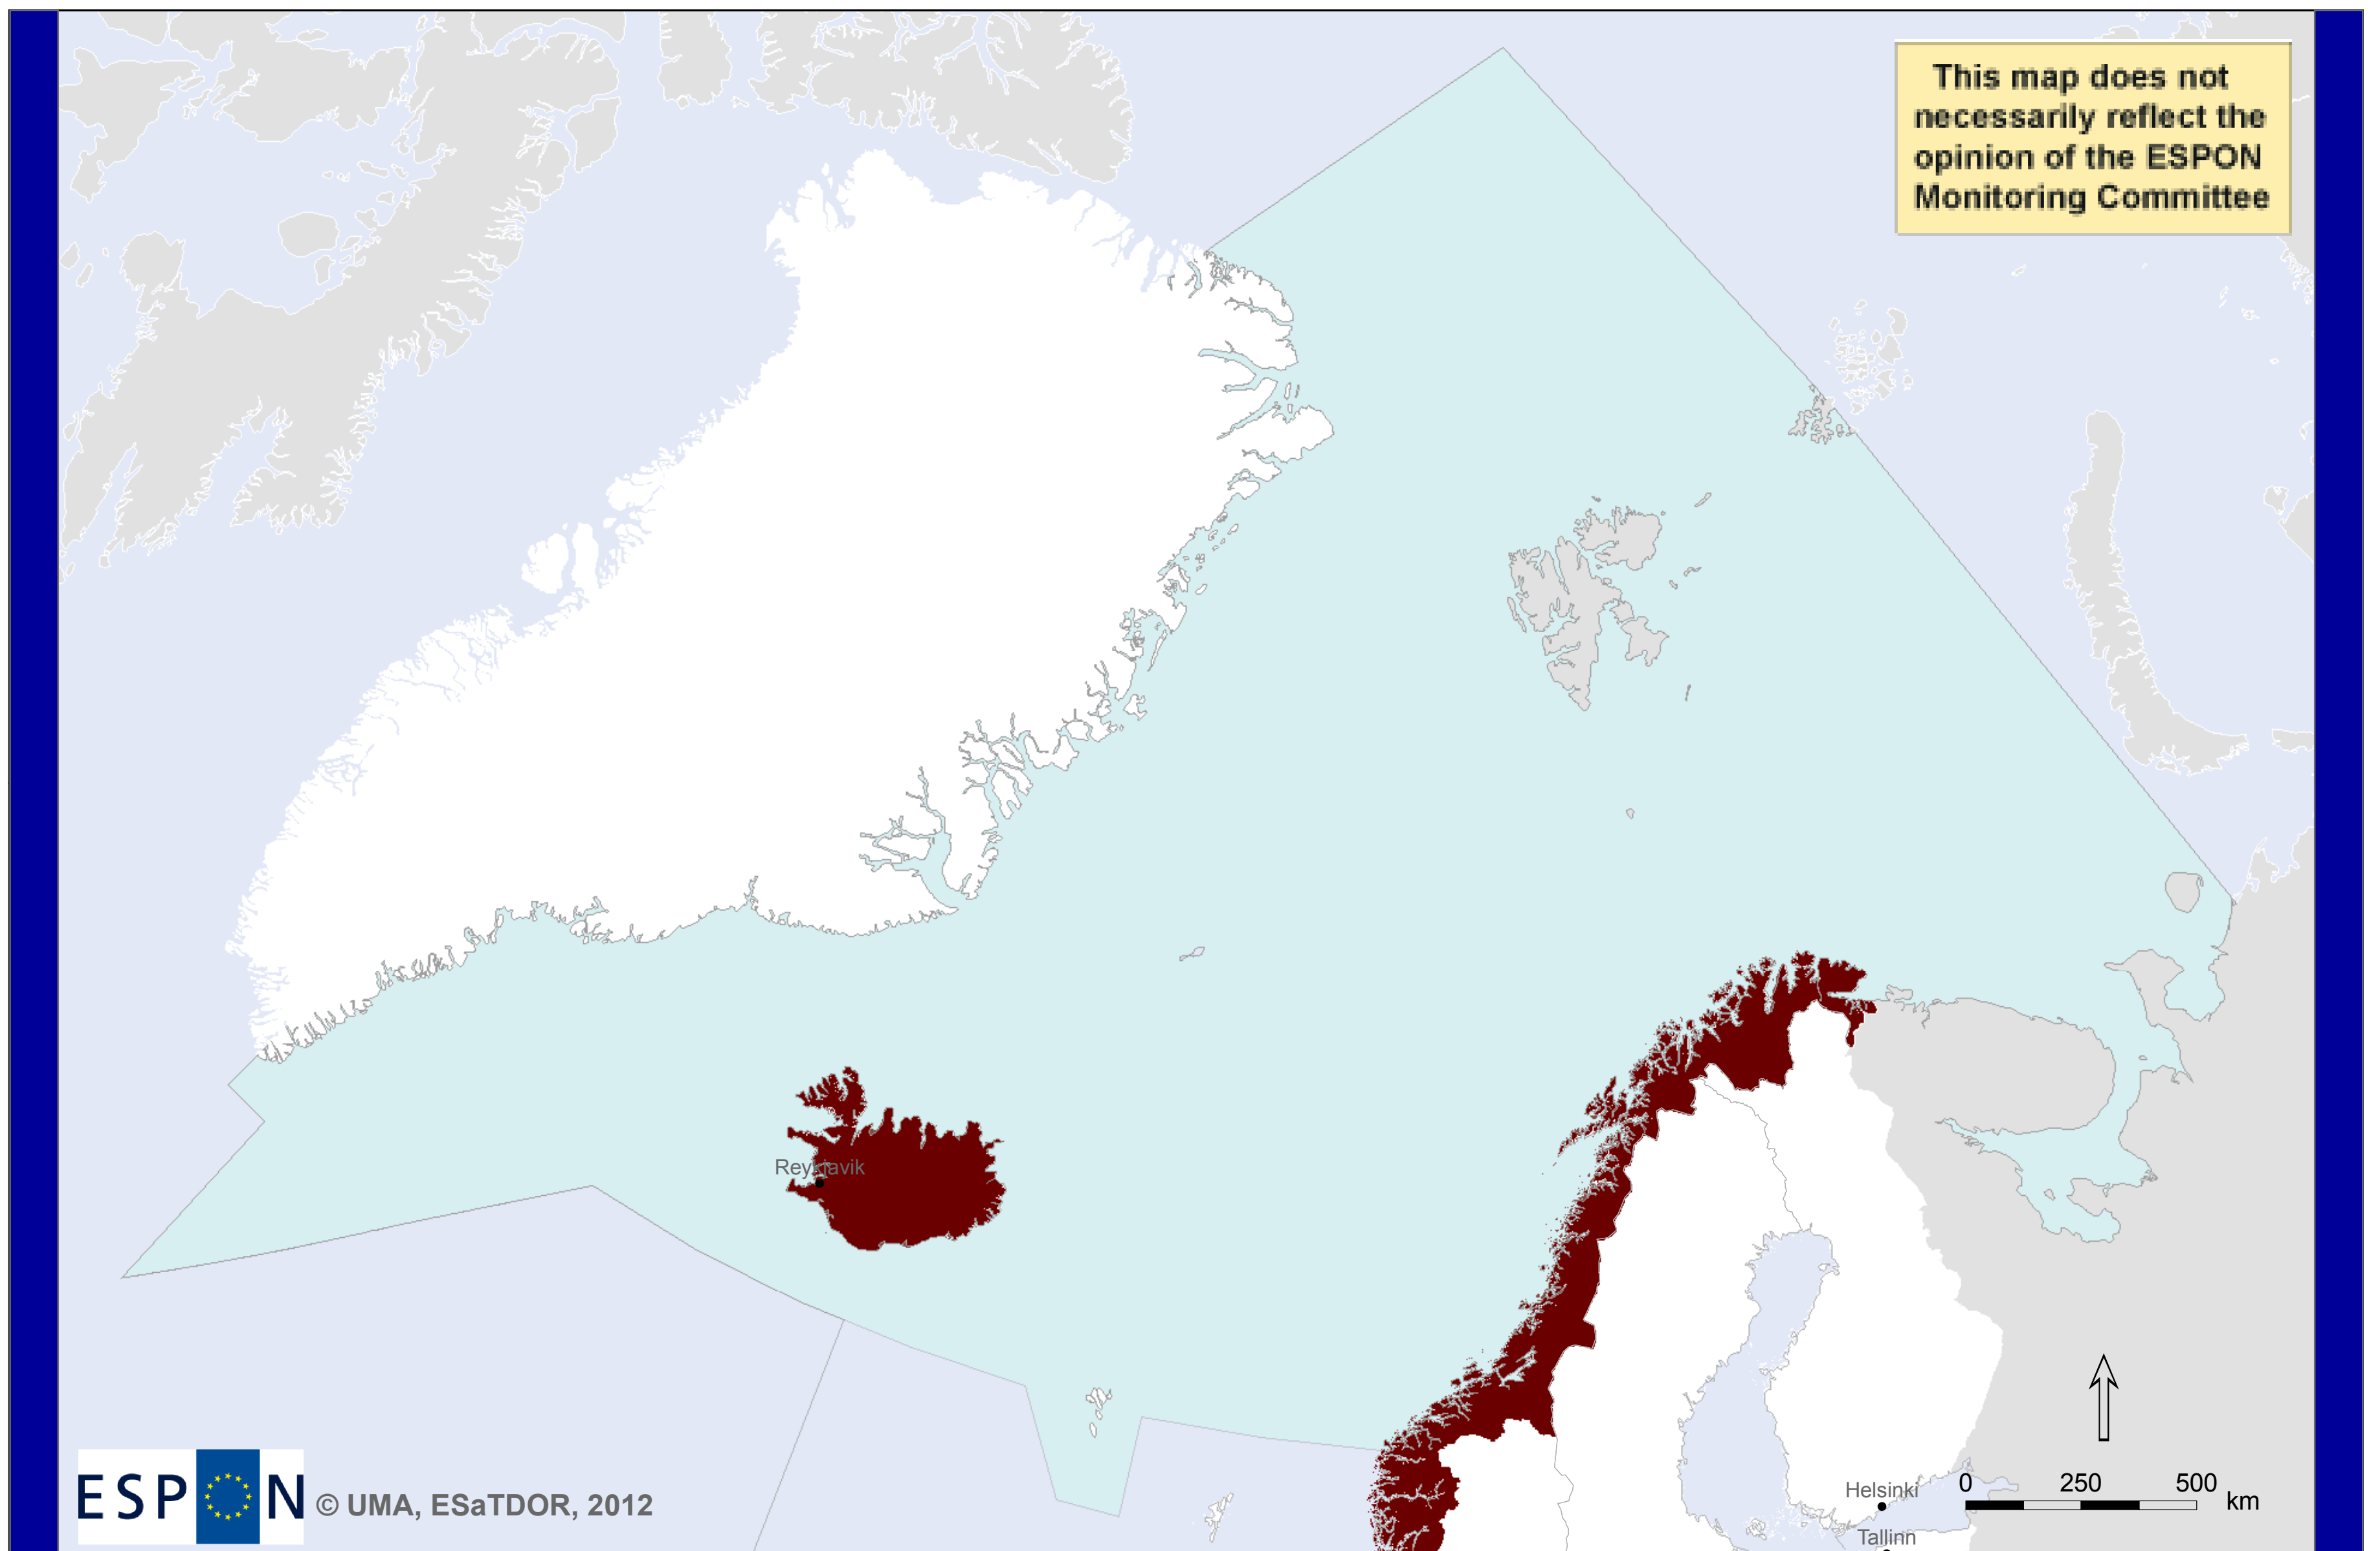 This map does not
necessarily reflect the
opinion of the ESPON
Monitoring Committee
Reykjavik
ESPON
© UMA, ESaTDOR, 2012
Helsinki
Tallinn
0 250 500
km